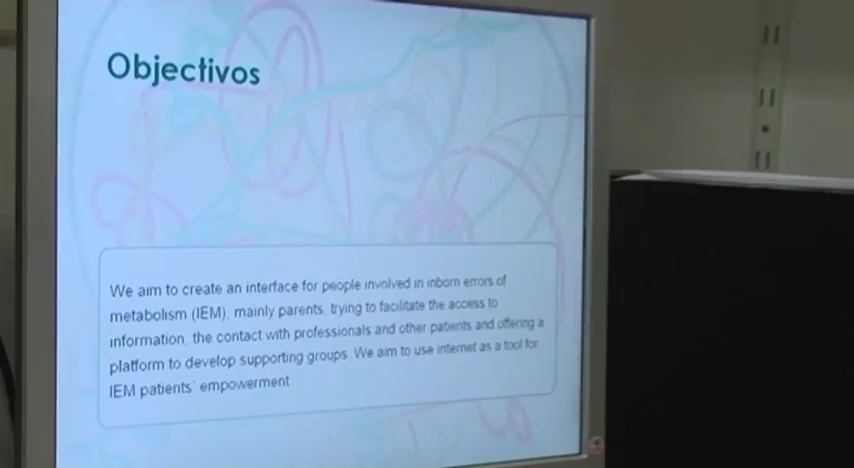 Objectivos
We aim to create an interface for people involved in inborn errors of
metabolism (IEM), mainly parents, trying to facilitate the access to
information, the contact with professionals and other patients and offering a
platform to develop supporting groups. We aim to use internet as a tool for
IEM patients´ empowerment